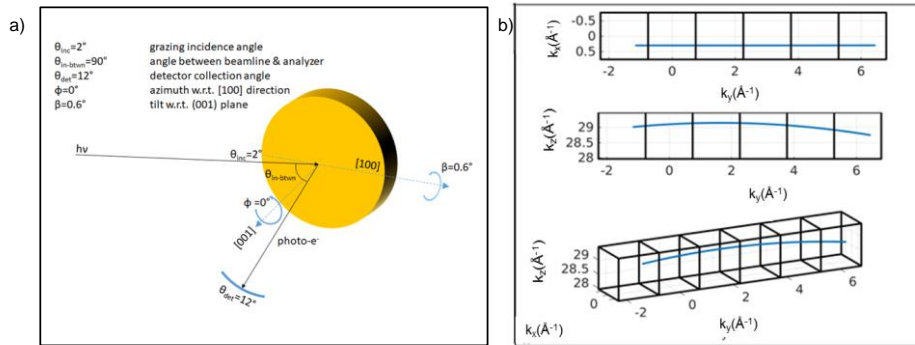 a)
θinc=2° grazing incidence angle
θin-btwn=90° angle between beamline & analyzer
θdet=12° detector collection angle
ϕ=0° azimuth w.r.t. [100] direction
β=0.6° tilt w.r.t. (001) plane
hν
θinc=2°
[100]
β=0.6°
θin-btwn
ϕ=0°
[001]
photo-e-
θdet=12°
b)
kx(Å-1)
-0.5
0
0.5
-2 0 2 4 6
ky(Å-1)
kz(Å-1)
29
28.5
28
-2 0 2 4 6
ky(Å-1)
kz(Å-1)
29
28.5
28
0
-2 0 2 4 6
kx(Å-1)
ky(Å-1)